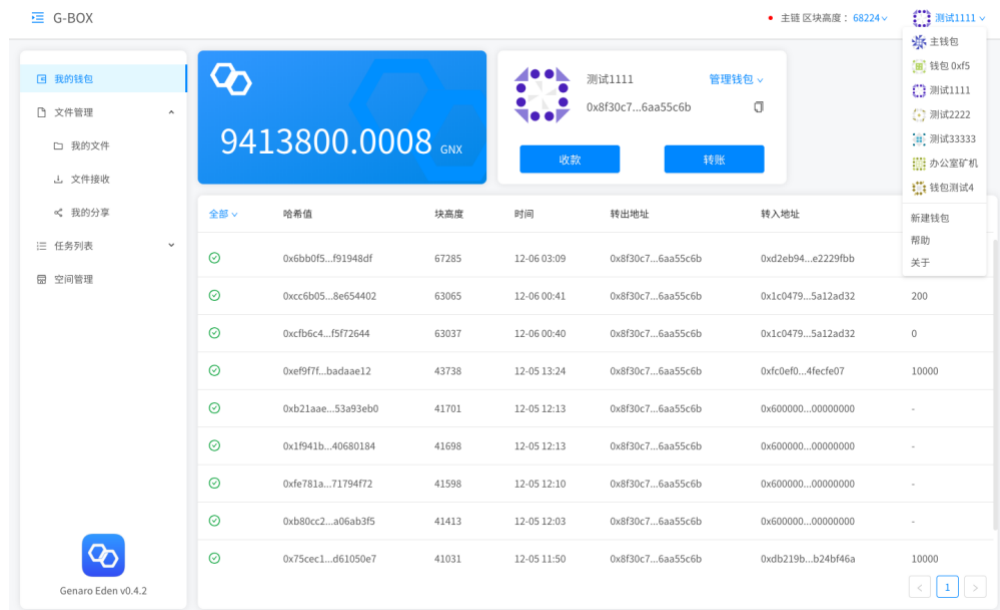 G-BOX
主链 区块高度： 68224
测试1111
主钱包
钱包 0xf5
测试1111
测试2222
测试33333
办公室矿机
钱包测试4
新建钱包
帮助
关于
我的钱包
文件管理
我的文件
文件接收
我的分享
任务列表
空间管理
Genaro Eden v0.4.2
9413800.0008 GNX
测试1111 管理钱包
0x8f30c7...6aa55c6b
收款 转账
全部 哈希值 块高度 时间 转出地址 转入地址
0x6bb0f5...f91948df 67285 12-06 03:09 0x8f30c7...6aa55c6b 0xd2eb94...e2229fbb
0xcc6b05...8e654402 63065 12-06 00:41 0x8f30c7...6aa55c6b 0x1c0479...5a12ad32 200
0xcfb6c4...f5f72644 63037 12-06 00:40 0x8f30c7...6aa55c6b 0x1c0479...5a12ad32 0
0xef9f7f...badaae12 43738 12-05 13:24 0x8f30c7...6aa55c6b 0xfc0ef0...4fecfe07 10000
0xb21aae...53a93eb0 41701 12-05 12:13 0x8f30c7...6aa55c6b 0x600000...00000000 -
0x1f941b...40680184 41698 12-05 12:13 0x8f30c7...6aa55c6b 0x600000...00000000 -
0xfe781a...71794f72 41598 12-05 12:10 0x8f30c7...6aa55c6b 0x600000...00000000 -
0xb80cc2...a06ab3f5 41413 12-05 12:03 0x8f30c7...6aa55c6b 0x600000...00000000 -
0x75cec1...d61050e7 41031 12-05 11:50 0x8f30c7...6aa55c6b 0xdb219b...b24bf46a 10000
< 1 >